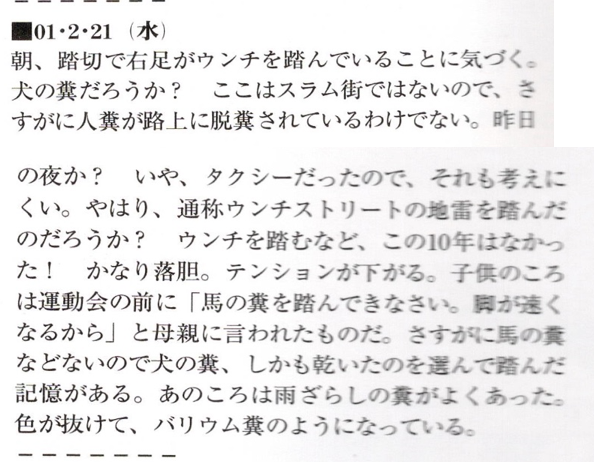 ■01・2・21（水）
朝、踏切で右足がウンチを踏んでいることに気づく。
犬の糞だろうか？　ここはスラム街ではないので、さ
すがに人糞が路上に脱糞されているわけでない。昨日
の夜か？　いや、タクシーだったので、それも考えに
くい。やはり、通称ウンチストリートの地雷を踏んだ
のだろうか？　ウンチを踏むなど、この10年はなかっ
た！　かなり落胆。テンションが下がる。子供のころ
は運動会の前に「馬の糞を踏んできなさい。脚が速く
なるから」と母親に言われたものだ。さすがに馬の糞
などないので犬の糞、しかも乾いたのを選んで踏んだ
記憶がある。あのころは雨ざらしの糞がよくあった。
色が抜けて、バリウム糞のようになっている。